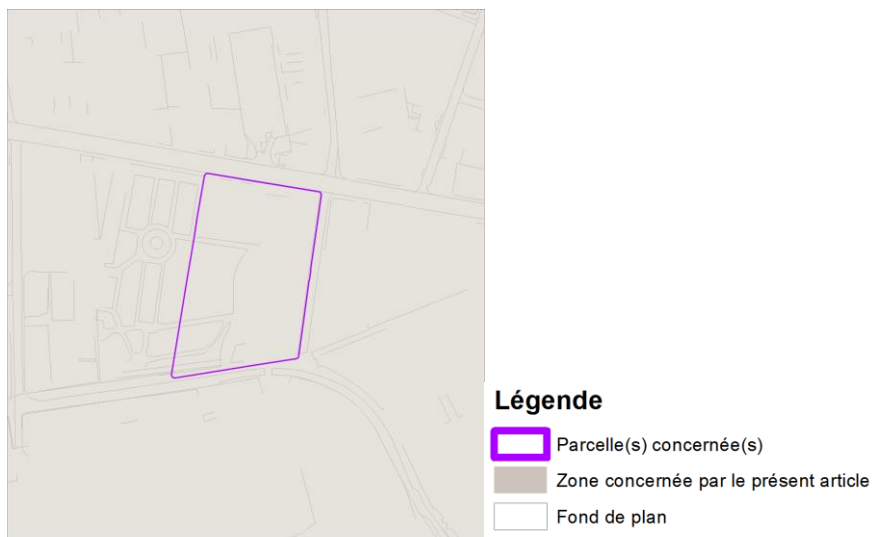 Légende
Parcelle(s) concernée(s)
Zone concernée par le présent article
Fond de plan